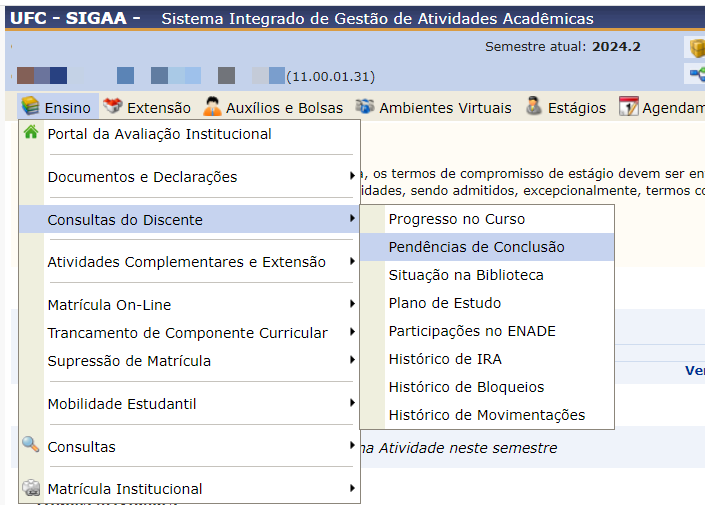 UFC - SIGAA - Sistema Integrado de Gestão de Atividades Acadêmicas
Semestre atual: 2024.2
(11.00.01.31)
Ensino Extensão Auxílios e Bolsas Ambientes Virtuais Estágios Agendam
Portal da Avaliação Institucional
Documentos e Declarações
Consultas do Discente
Atividades Complementares e Extensão
Matrícula On-Line
Trancamento de Componente Curricular
Supressão de Matrícula
Mobilidade Estudantil
Consultas
Matrícula Institucional
Progresso no Curso
Pendências de Conclusão
Situação na Biblioteca
Plano de Estudo
Participações no ENADE
Histórico de IRA
Histórico de Bloqueios
Histórico de Movimentações
, os termos de compromisso de estágio devem ser en
idades, sendo admitidos, excepcionalmente, termos c
Ve
na Atividade neste semestre